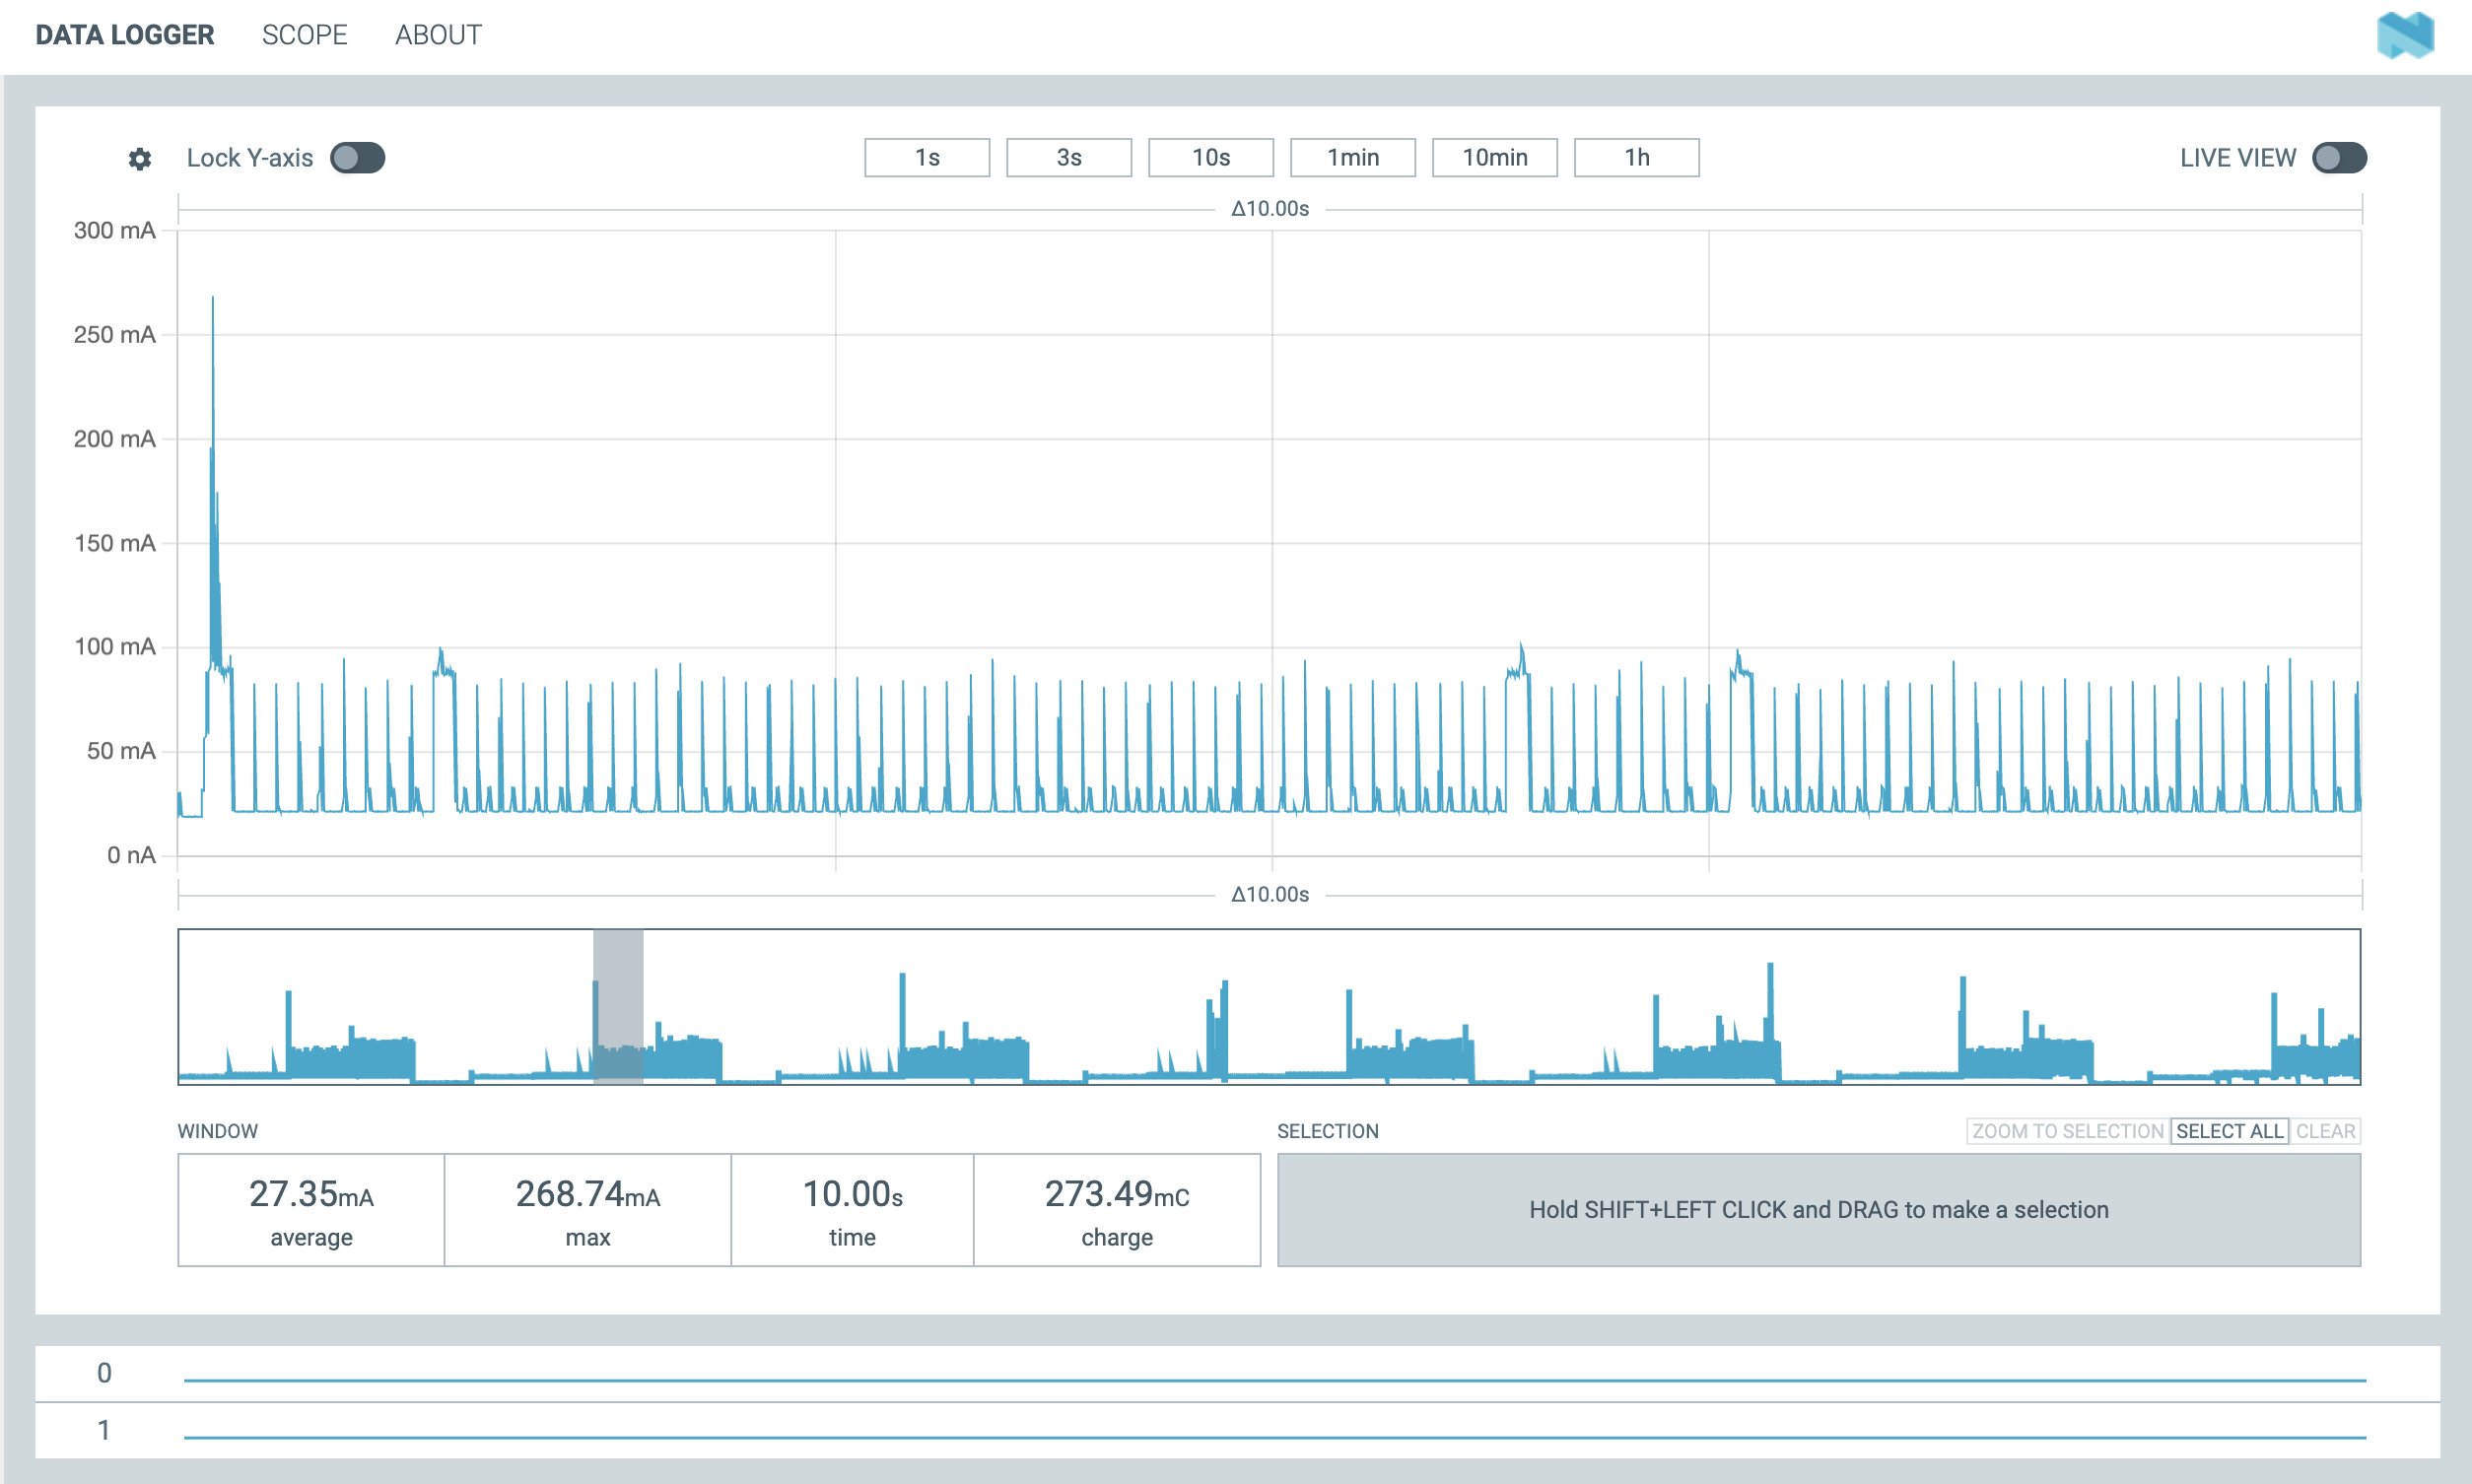 DATA LOGGER SCOPE ABOUT
Lock Y-axis 1s 3s 10s 1min 10min 1h LIVE VIEW
Δ10.00s
300 mA
250 mA
200 mA
150 mA
100 mA
50 mA
0 nA
Δ10.00s
WINDOW
27.35mA 268.74mA 10.00s 273.49mC
average max time charge
SELECTION ZOOM TO SELECTION SELECT ALL CLEAR
Hold SHIFT+LEFT CLICK and DRAG to make a selection
0
1